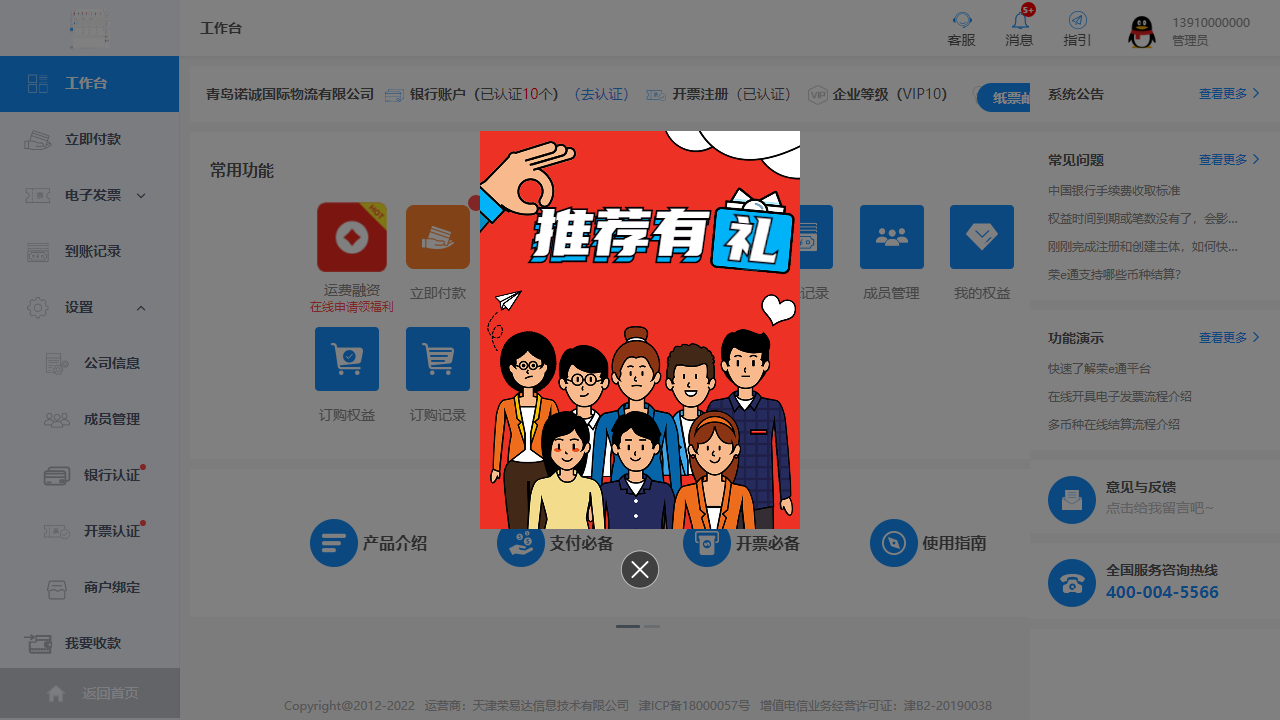 工作台
客服
5+
消息
指引
13910000000
管理员
工作台
立即付款
电子发票
到账记录
设置
公司信息
成员管理
银行认证
开票认证
商户绑定
我要收款
返回首页
青岛诺诚国际物流有限公司
银行账户（已认证10个）
（去认证）
开票注册（已认证）
VIP
企业等级（VIP10）
常用功能
HOT
运费融资
在线申请领福利
立即付款
记录
成员管理
我的权益
订购权益
订购记录
推荐有礼
产品介绍
支付必备
开票必备
使用指南
系统公告
查看更多
常见问题
查看更多
中国银行手续费收取标准
权益时间到期或笔数没有了，会影...
刚刚完成注册和创建主体，如何快...
荣e通支持哪些币种结算?
功能演示
查看更多
快速了解荣e通平台
在线开具电子发票流程介绍
多币种在线结算流程介绍
意见与反馈
点击给我留言吧~
全国服务咨询热线
400-004-5566
Copyright@2012-2022 运营商：天津荣易达信息技术有限公司 津ICP备18000057号 增值电信业务经营许可证：津B2-20190038